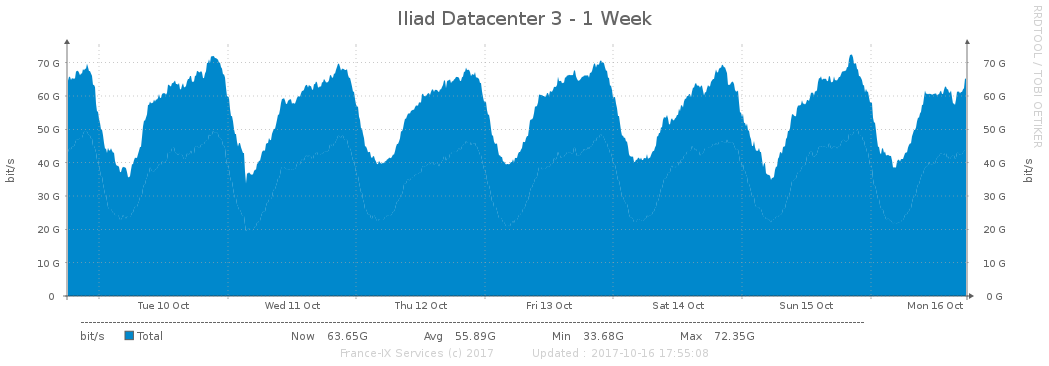 Iliad Datacenter 3 - 1 Week
RRDTOOL / TOBI OETIKER
bit/s
70 G 70 G
60 G 60 G
50 G 50 G
40 G 40 G
30 G 30 G
20 G 20 G
10 G 10 G
0 0 G
bit/s
Tue 10 Oct Wed 11 Oct Thu 12 Oct Fri 13 Oct Sat 14 Oct Sun 15 Oct Mon 16 Oct
bit/s Total Now 63.65G Avg 55.89G Min 33.68G Max 72.35G
France-IX Services (c) 2017 Updated : 2017-10-16 17:55:08